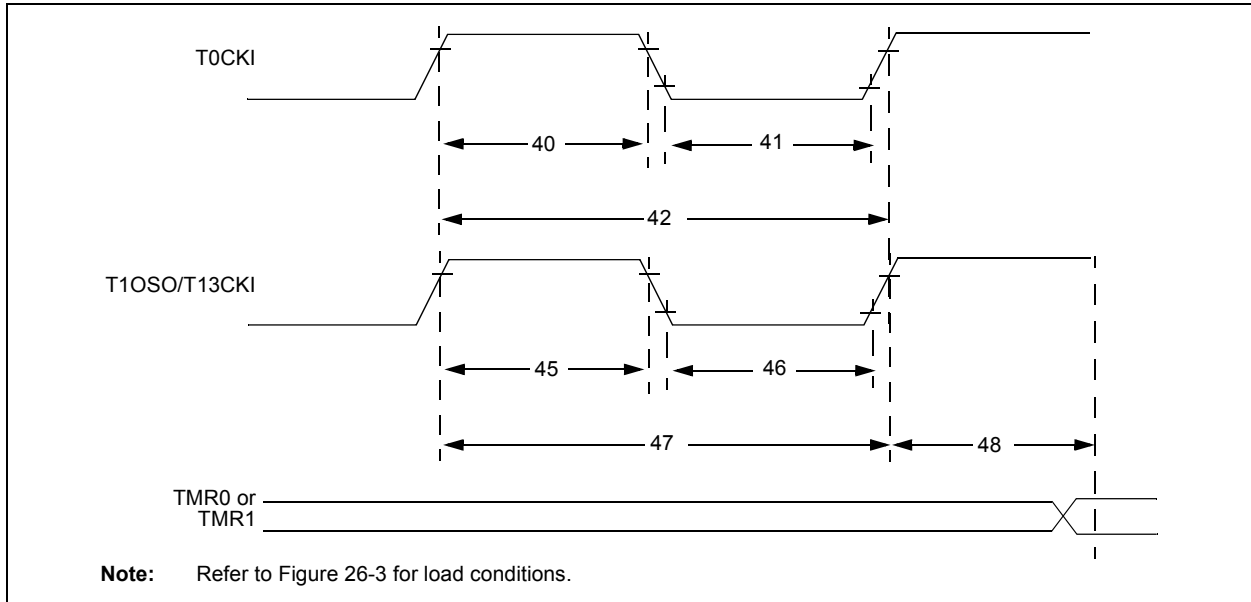 T0CKI
40
41
42
T1OSO/T13CKI
45
46
47
48
TMR0 or
TMR1
Note: Refer to Figure 26-3 for load conditions.